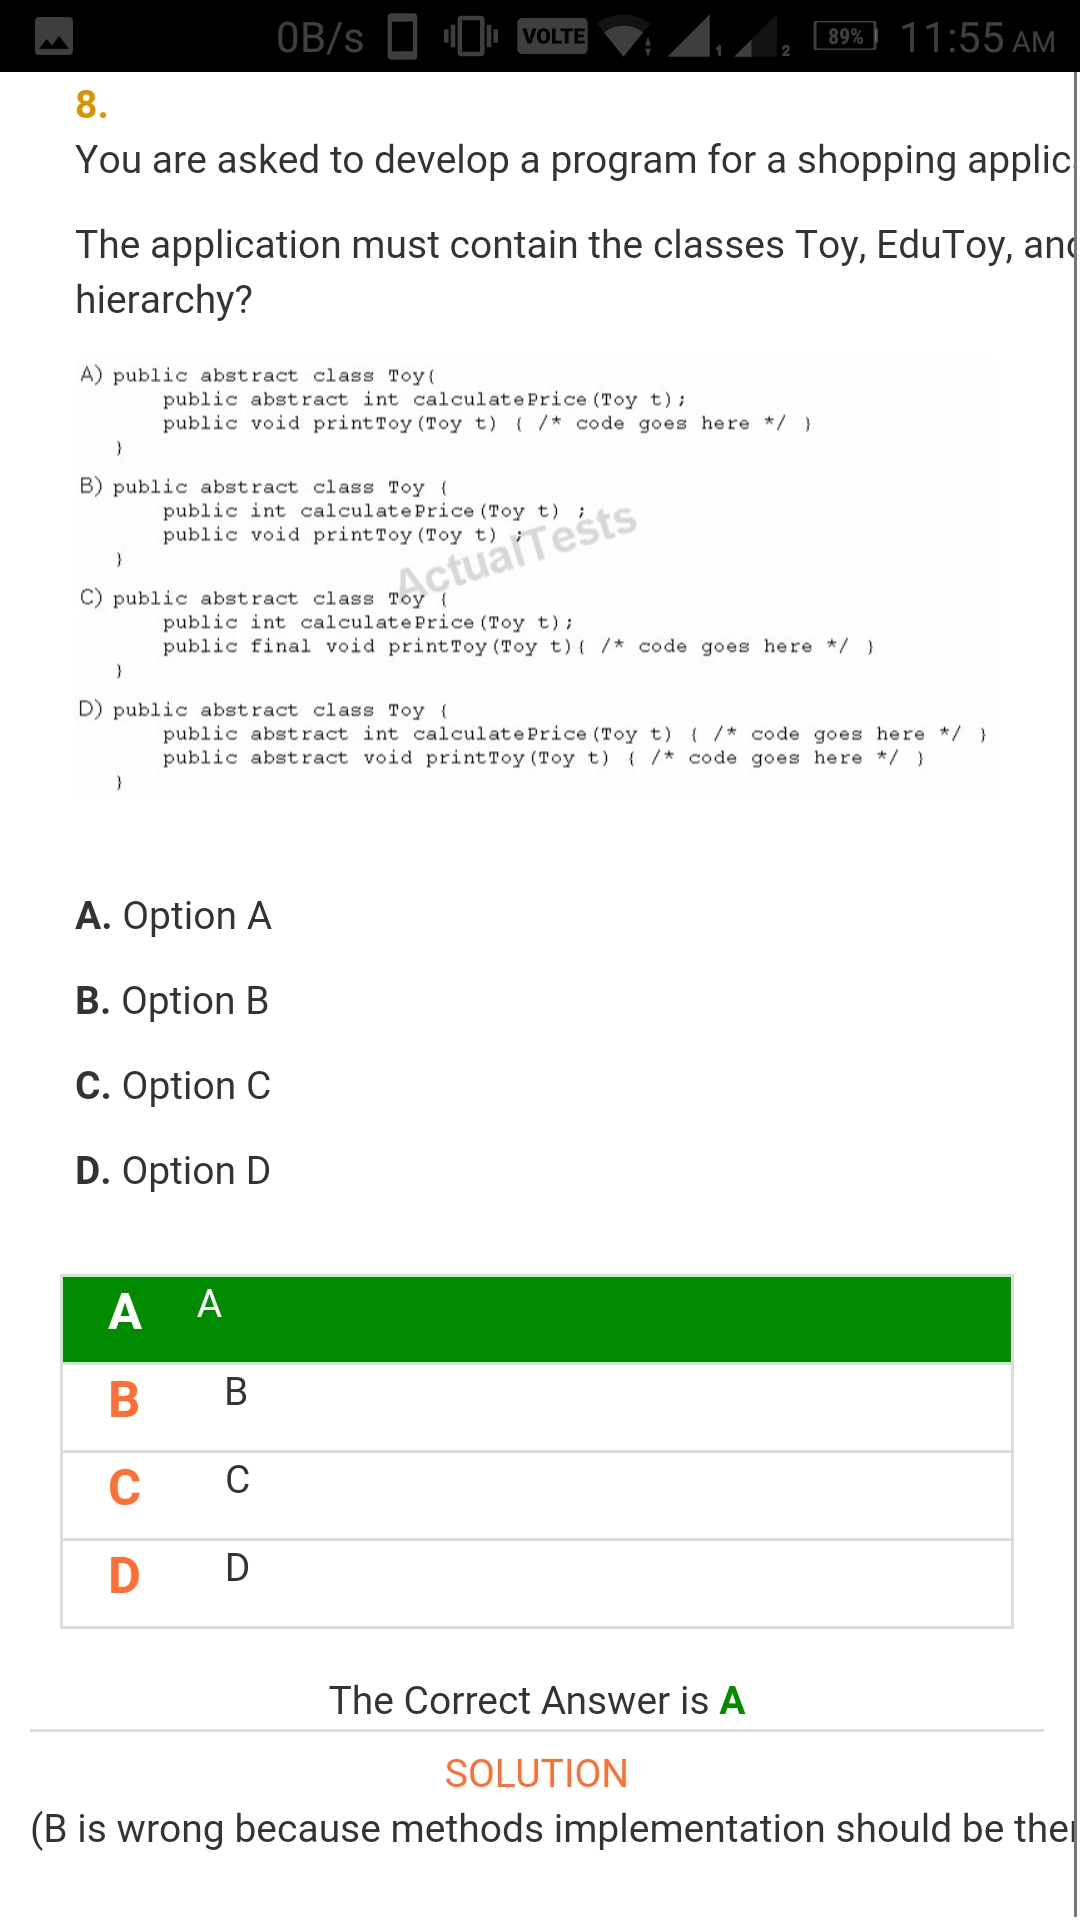 0B/s VOLTE 1 2 89% 11:55 AM
8.
You are asked to develop a program for a shopping applic
The application must contain the classes Toy, EduToy, and
hierarchy?
A) public abstract class Toy{
public abstract int calculatePrice(Toy t);
public void printToy(Toy t) { /* code goes here */ }
}
B) public abstract class Toy {
public int calculatePrice(Toy t) ;
public void printToy(Toy t) ;
}
ActualTests
C) public abstract class Toy {
public int calculatePrice(Toy t);
public final void printToy(Toy t){ /* code goes here */ }
}
D) public abstract class Toy {
public abstract int calculatePrice(Toy t) { /* code goes here */ }
public abstract void printToy(Toy t) { /* code goes here */ }
}
A. Option A
B. Option B
C. Option C
D. Option D
A A
B B
C C
D D
The Correct Answer is A
SOLUTION
(B is wrong because methods implementation should be ther